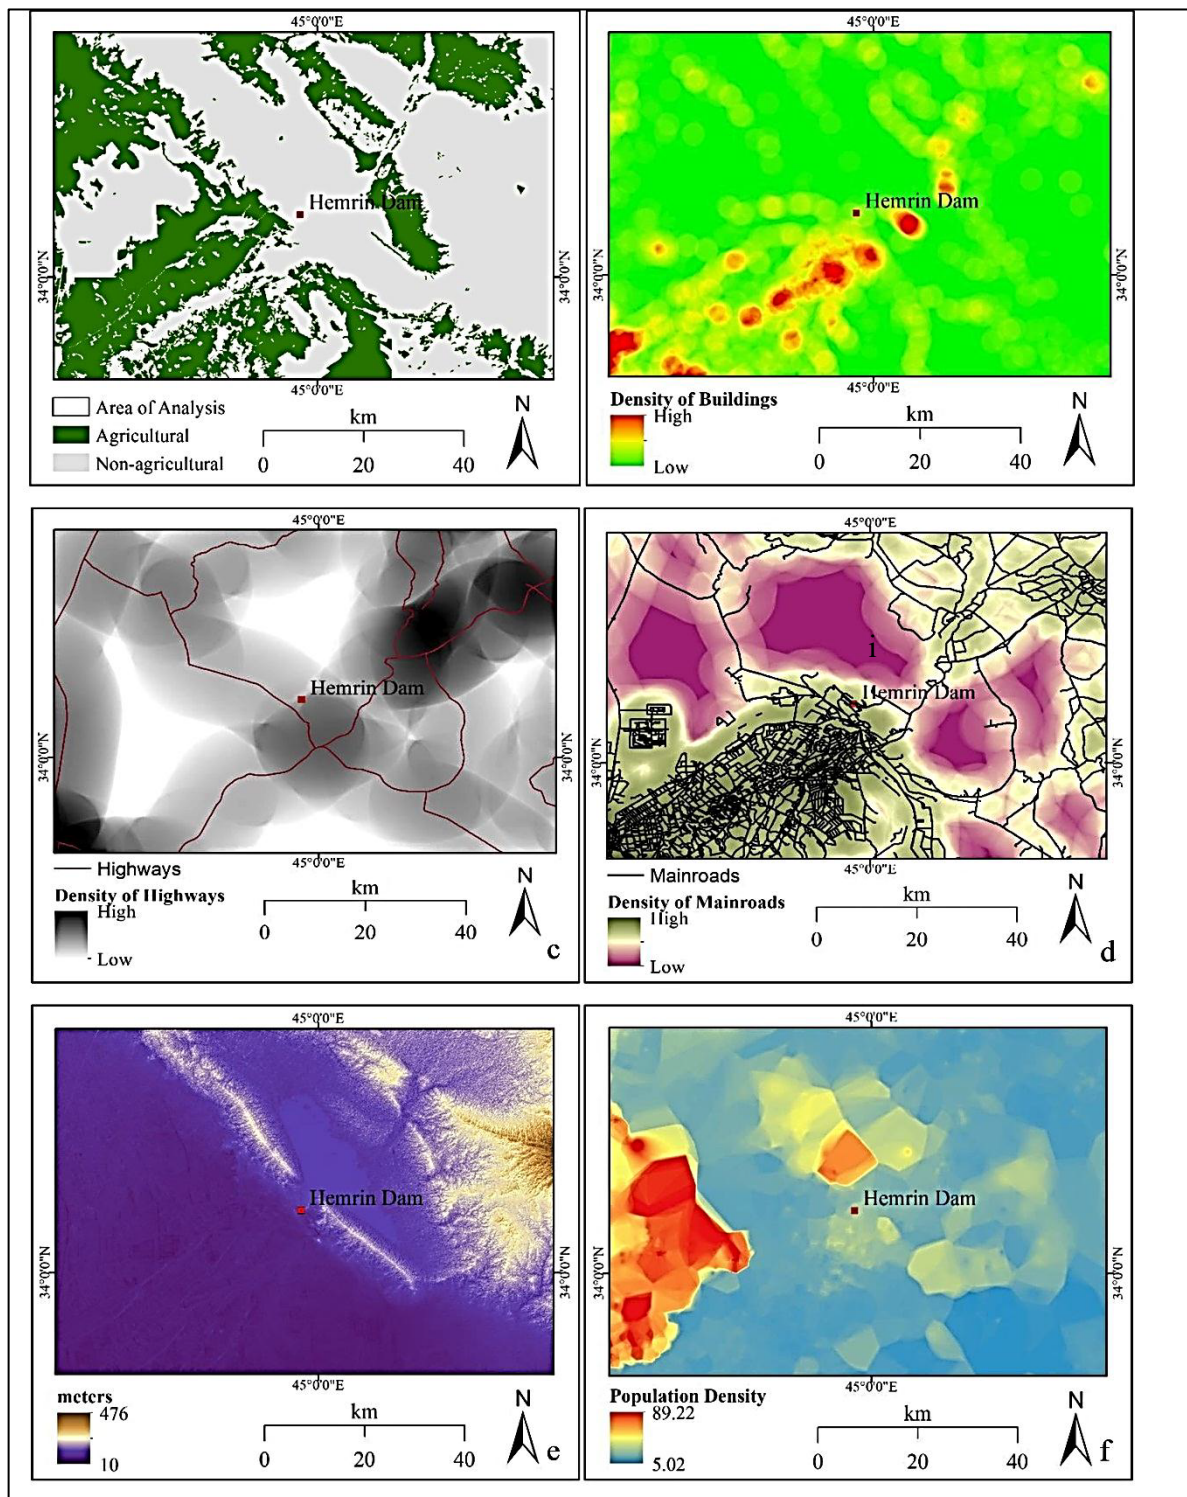 45°0'0"E
34°0'0"N
Hemrin Dam
34°0'0"N
45°0'0"E
Area of Analysis
Agricultural
Non-agricultural
km
0 20 40
N
45°0'0"E
34°0'0"N
Hemrin Dam
34°0'0"N
45°0'0"E
Density of Buildings
High
Low
km
0 20 40
N
45°0'0"E
34°0'0"N
Hemrin Dam
34°0'0"N
45°0'0"E
Highways
Density of Highways
High
Low
km
0 20 40
N
c
45°0'0"E
i
34°0'0"N
Hemrin Dam
34°0'0"N
45°0'0"E
Mainroads
Density of Mainroads
High
Low
km
0 20 40
N
d
45°0'0"E
34°0'0"N
Hemrin Dam
34°0'0"N
45°0'0"E
meters
476
10
km
0 20 40
N
e
45°0'0"E
34°0'0"N
Hemrin Dam
34°0'0"N
45°0'0"E
Population Density
89.22
5.02
km
0 20 40
N
f